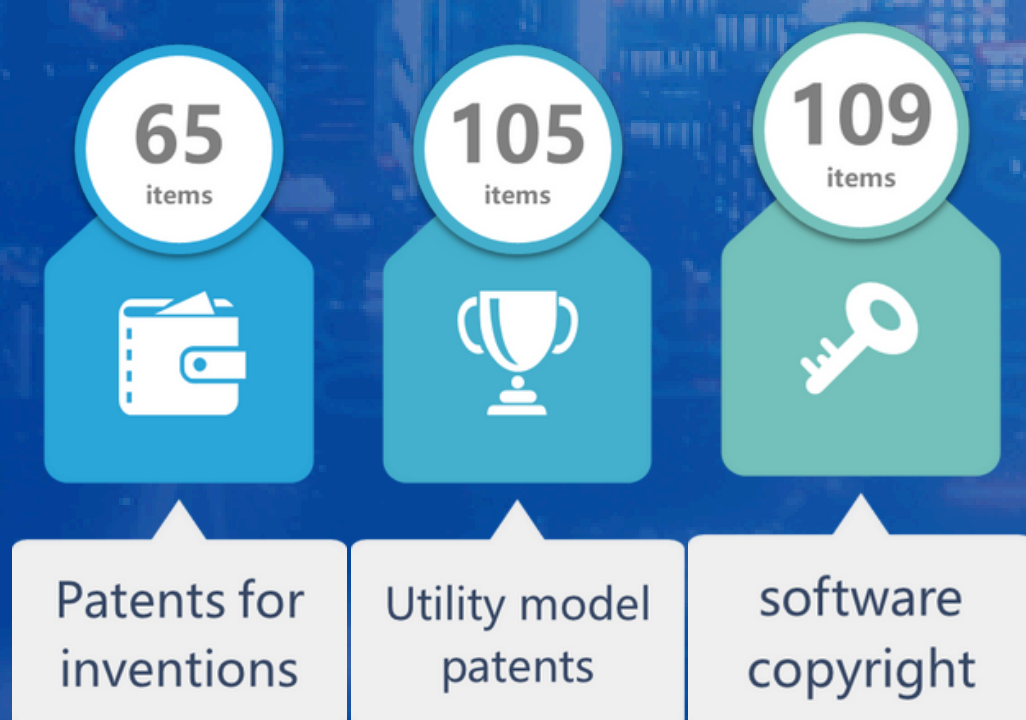 65
items
105
items
109
items
Patents for
inventions
Utility model
patents
software
copyright